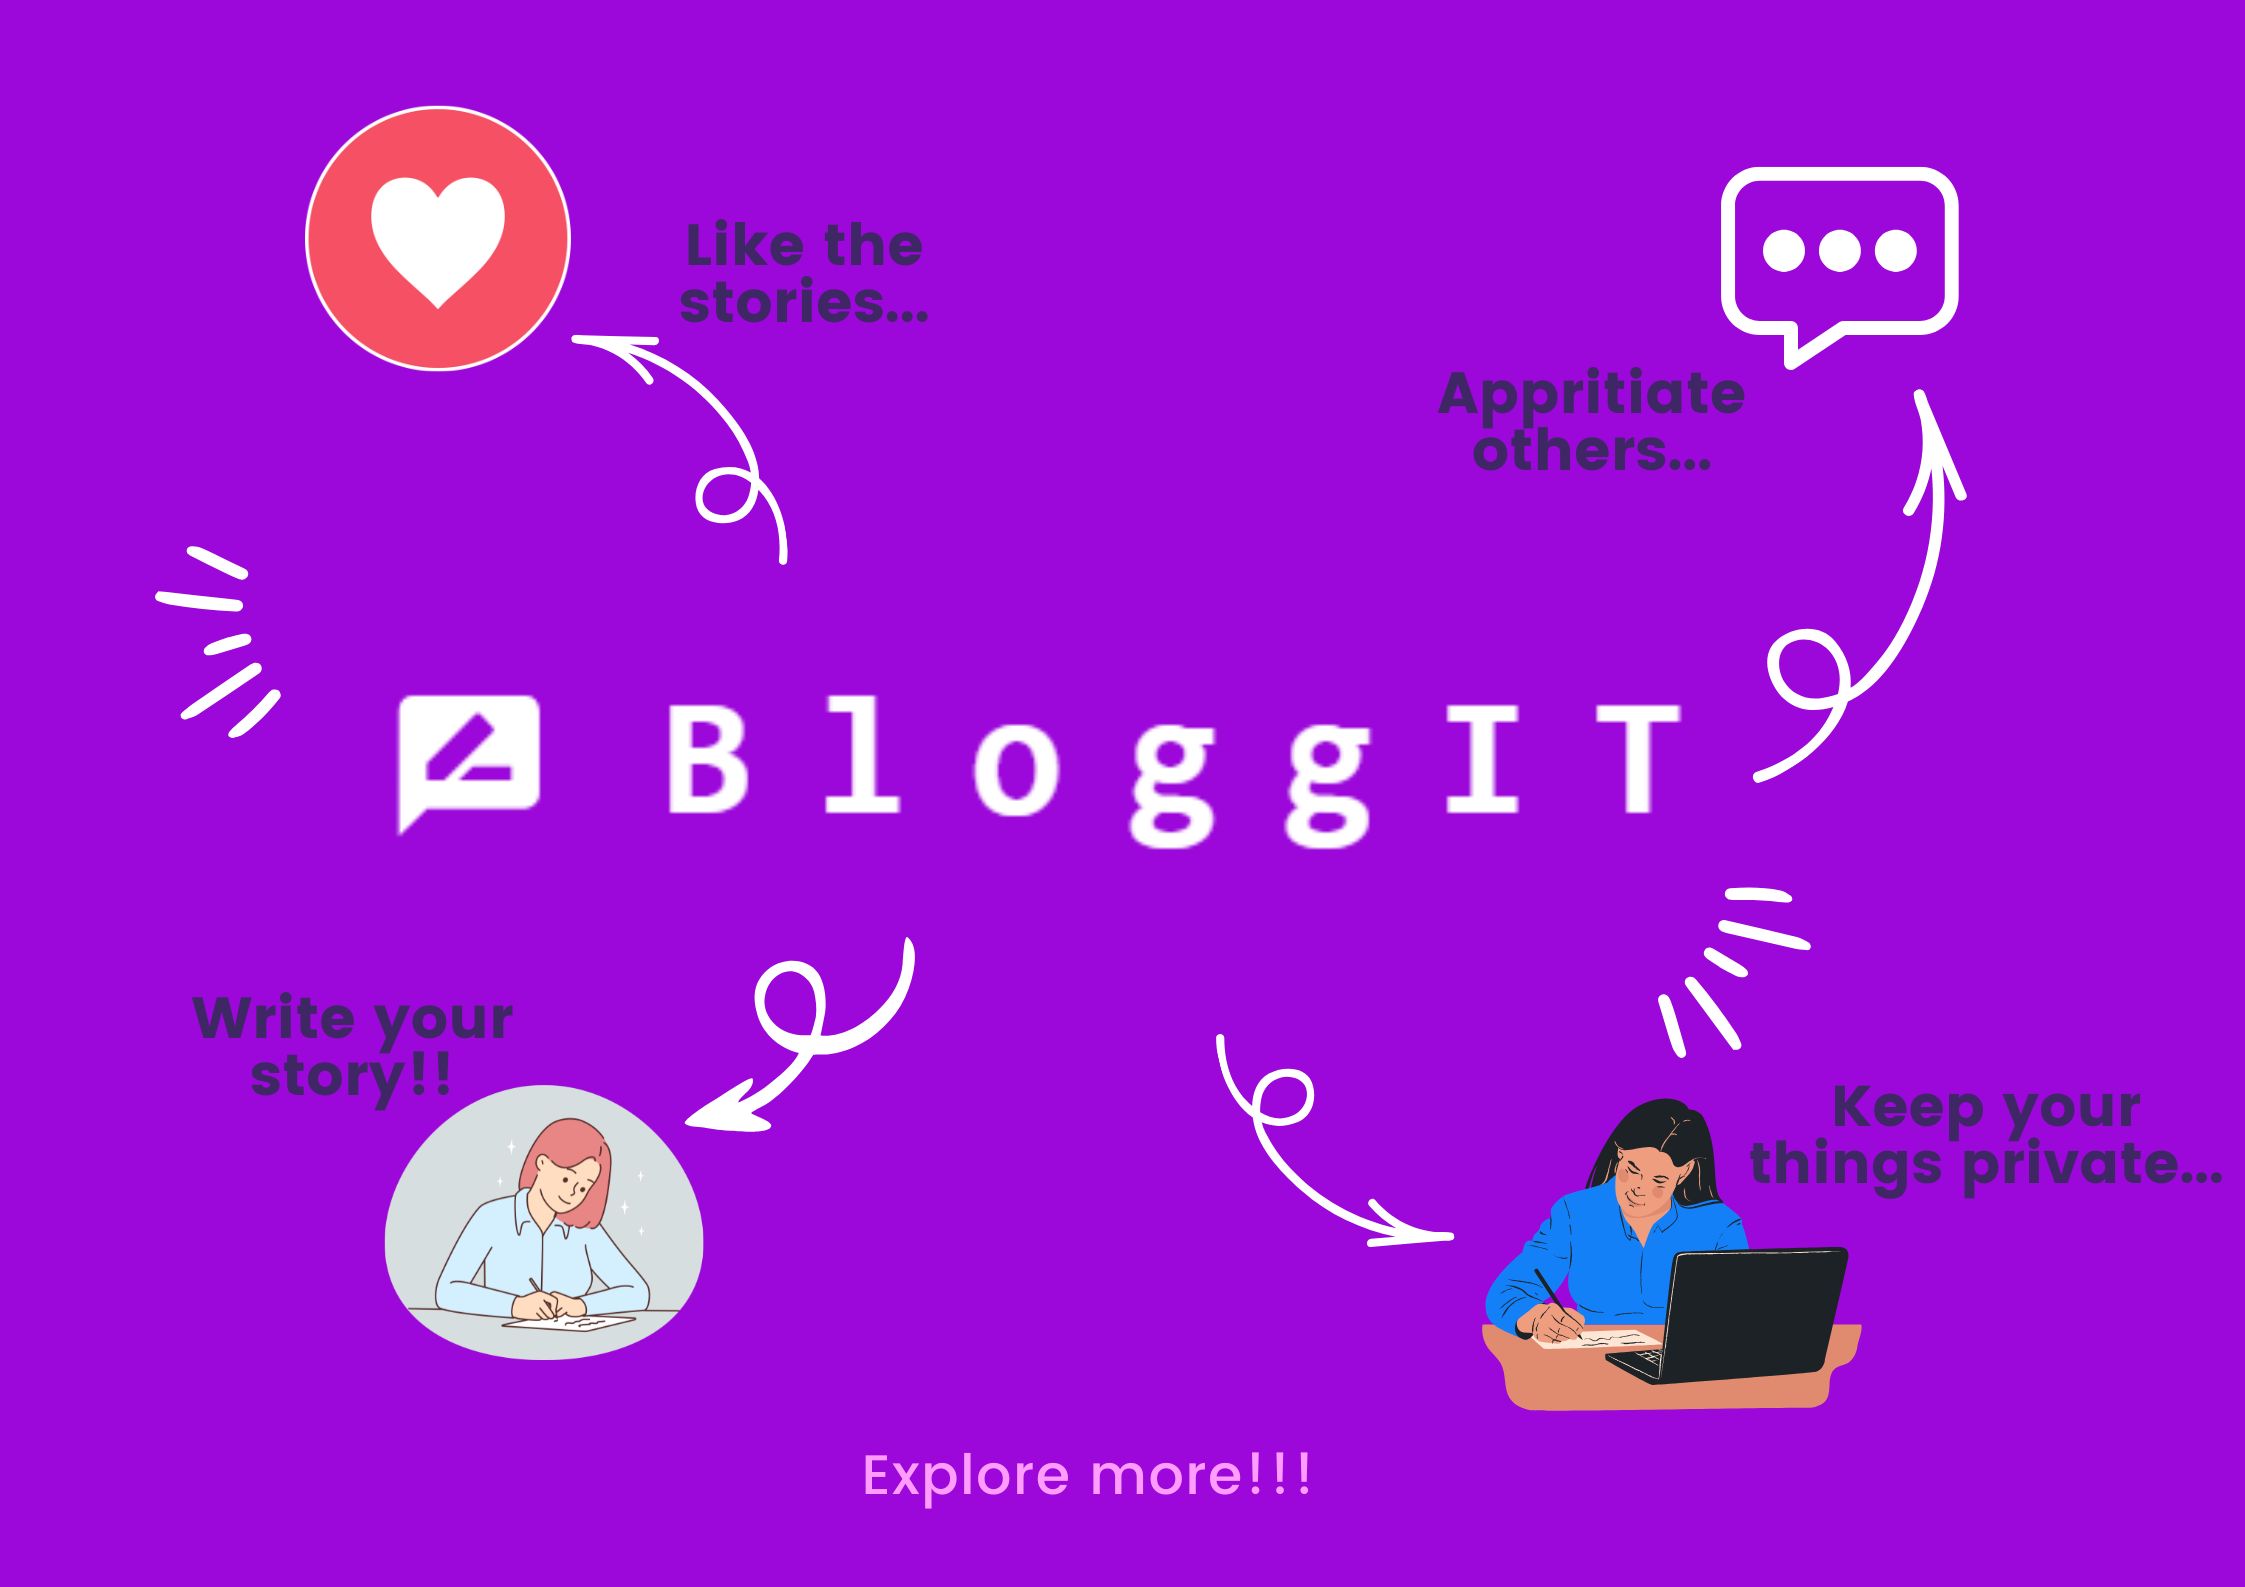 Like the
stories...
Appritiate
others...
BloggIT
Write your
story!!
Keep your
things private...
Explore more!!!